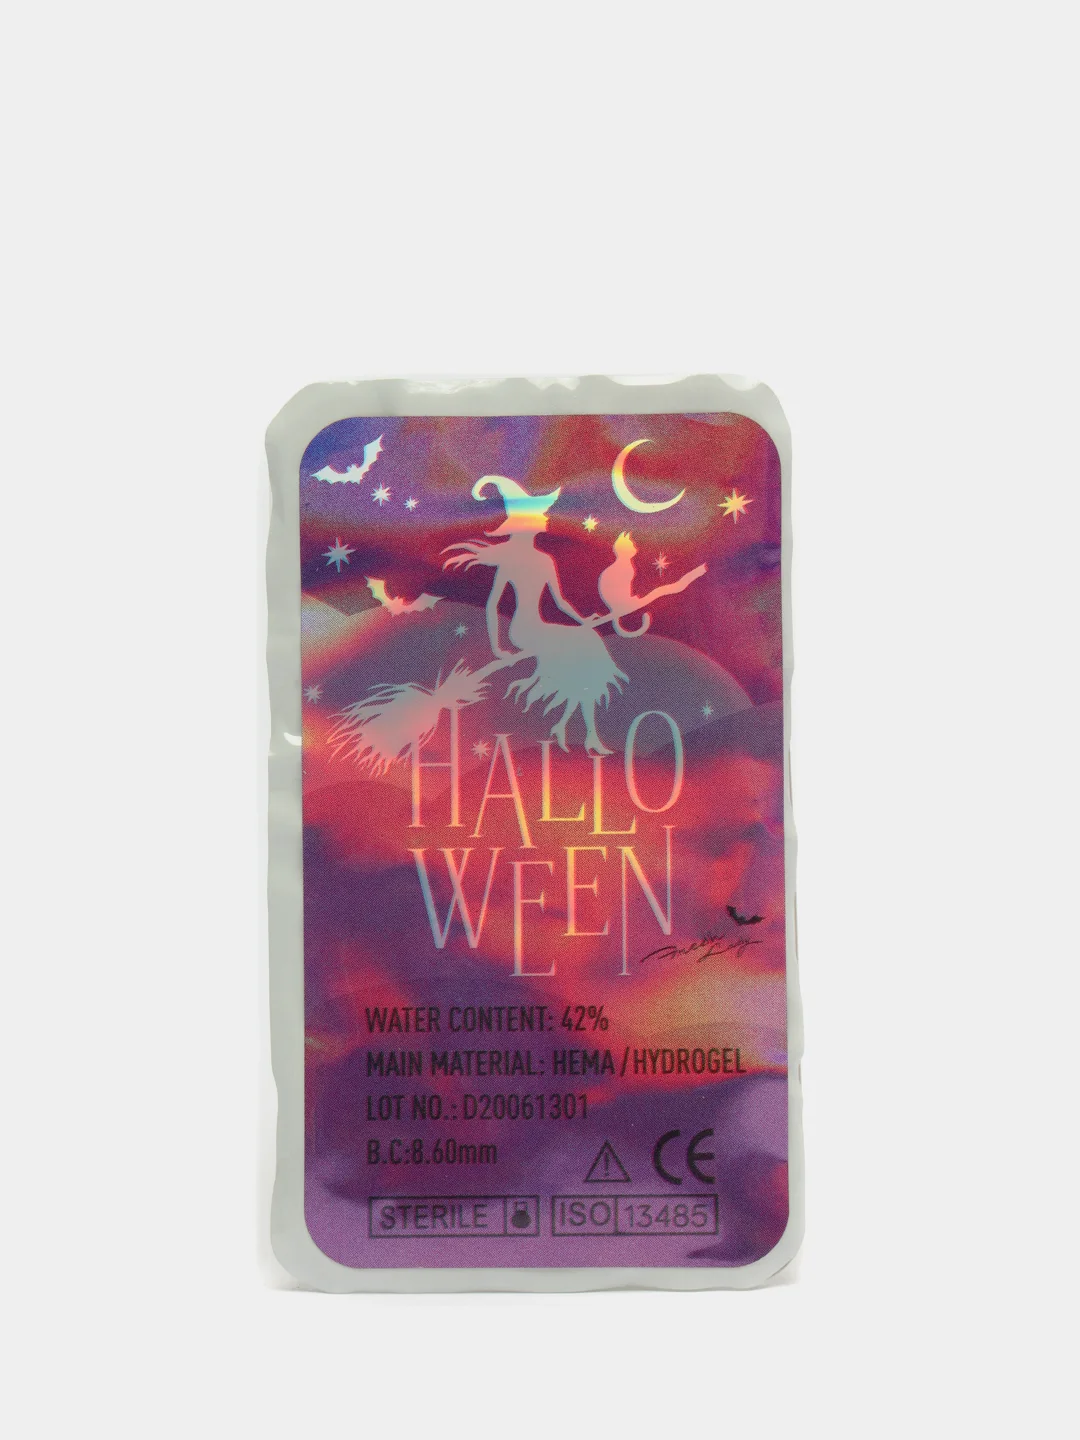 HALLO
WEEN
WATER CONTENT: 42%
MAIN MATERIAL: HEMA/HYDROGEL
LOT NO.: D20061301
B.C:8.60mm
CE
STERILE
ISO 13485